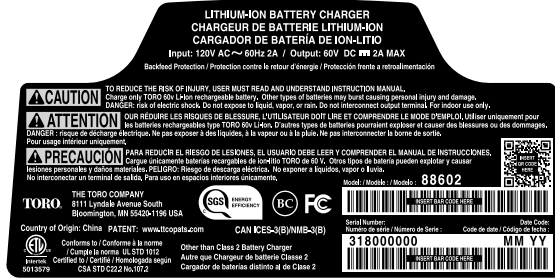 LITHIUM-ION BATTERY CHARGER
CHARGEUR DE BATTERIE LITHIUM-ION
CARGADOR DE BATERÍA DE ION-LITIO
Input: 120V AC~ 60Hz 2A / Output: 60V DC 2A MAX
Backfeed Protection / Protection contre le retour d'énergie / Protección frente a retroalimentación
CAUTION TO REDUCE THE RISK OF INJURY, USER MUST READ AND UNDERSTAND INSTRUCTION MANUAL,
Charge only TORO 60v Li-Ion rechargeable battery. Other types of batteries may burst causing personal injury and damage.
DANGER: risk of electric shock. Do not expose to liquid, vapor, or rain. Do not interconnect output terminal. For indoor use only.
ATTENTION OUR RÉDUIRE LES RISQUES DE BLESSURE, L'UTILISATEUR DOIT LIRE ET COMPRENDRE LE MODE D'EMPLOI, Utiliser uniquement pour
les batteries rechargeables type TORO 60V Li-Ion. D'autres types de batteries pourraient exploser et causer des blessures ou des dommages.
DANGER : risque de décharge électrique. Ne pas exposer à des liquides, à la vapeur ou à la pluie. Ne pas interconnecter la borne de sortie.
Pour usage intérieur uniquement.
PRECAUCIÓN PARA REDUCIR EL RIESGO DE LESIONES, EL USUARIO DEBE LEER Y COMPRENDER EL MANUAL DE INSTRUCCIONES,
Cargue únicamente baterías recargables de ion-litio TORO de 60 V. Otros tipos de batería pueden explotar y causar
lesiones personales y daños materiales. PELIGRO: Riesgo de descarga eléctrica. No exponer a líquidos, vapor o lluvia.
No interconectar un terminal de salida, Para uso en espacios interiores únicamente,
INSERT
QR CODE
HERE
Model: / Modèle : / Modelo : 88602
INSERT BAR CODE HERE
TORO.
THE TORO COMPANY
8111 Lyndale Avenue South
Bloomington, MN 55420-1196 USA
SGS ENERGY EFFICIENCY
BC
FC
Country of Origin: China PATENT: www.ttcopats.com
CAN ICES-3(B)/NMB-3(B)
Serial Number: Date Code:
Numéro de série / Número de Serie : Code de date / Código de fecha :
318000000 MM YY
INSERT BAR CODE HERE
Intertek
5013579
Conforms to / Conforme à la norme
/ Cumple la norma UL STD 1012
Certified to / Certifié / Homologada según
CSA STD C22.2 No.107.2
Other than Class 2 Battery Charger
Autre que Chargeur de batterie Classe 2
Cargador de baterías distinto al de Clase 2